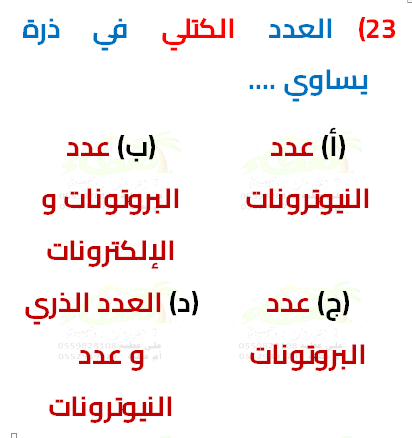 23) العدد الكتلي في ذرة
يساوي ....
(أ) عدد
النيوترونات
(ب) عدد
البروتونات و
الإلكترونات
(ج) عدد
البروتونات
(د) العدد الذري
و عدد
النيوترونات